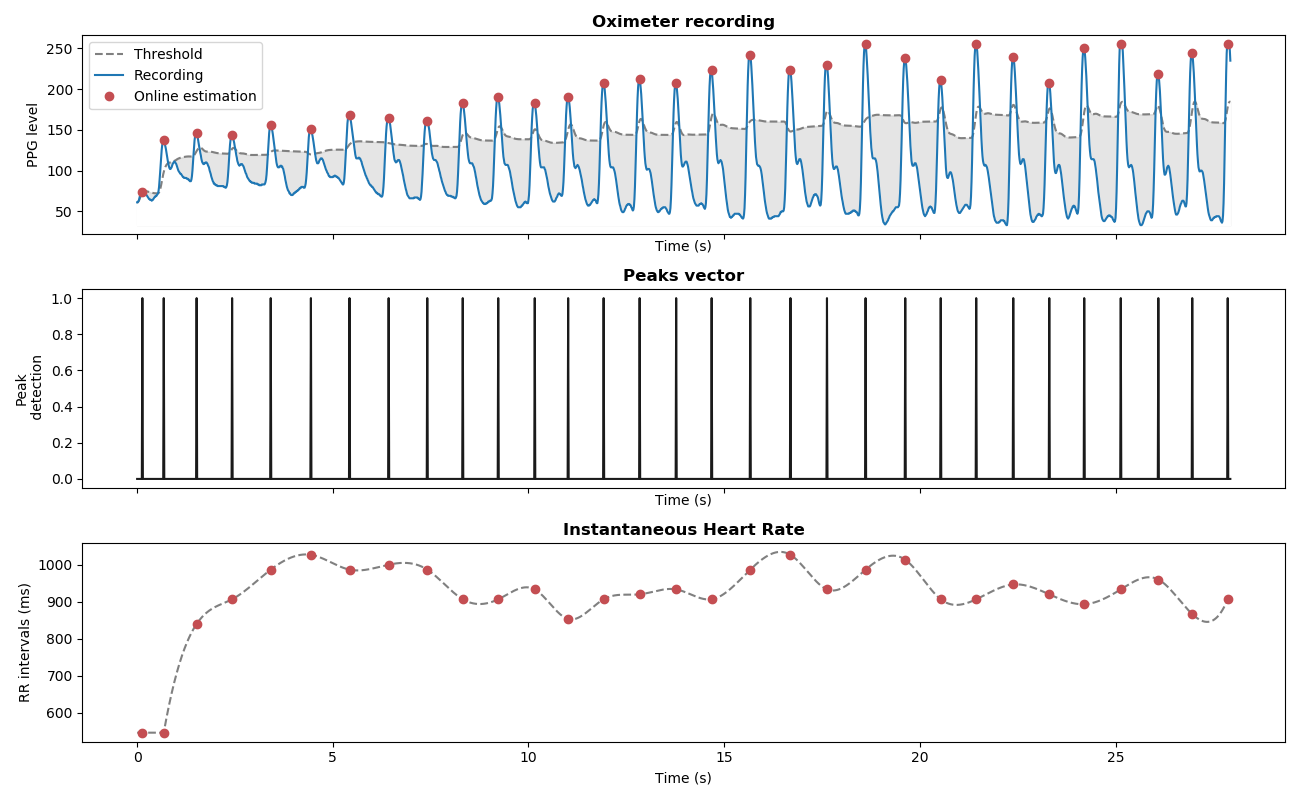 Oximeter recording
Threshold
Recording
Online estimation
PPG level
250
200
150
100
50
Time (s)
Peaks vector
Peak
detection
1.0
0.8
0.6
0.4
0.2
0.0
Time (s)
Instantaneous Heart Rate
RR intervals (ms)
1000
900
800
700
600
0 5 10 15 20 25
Time (s)